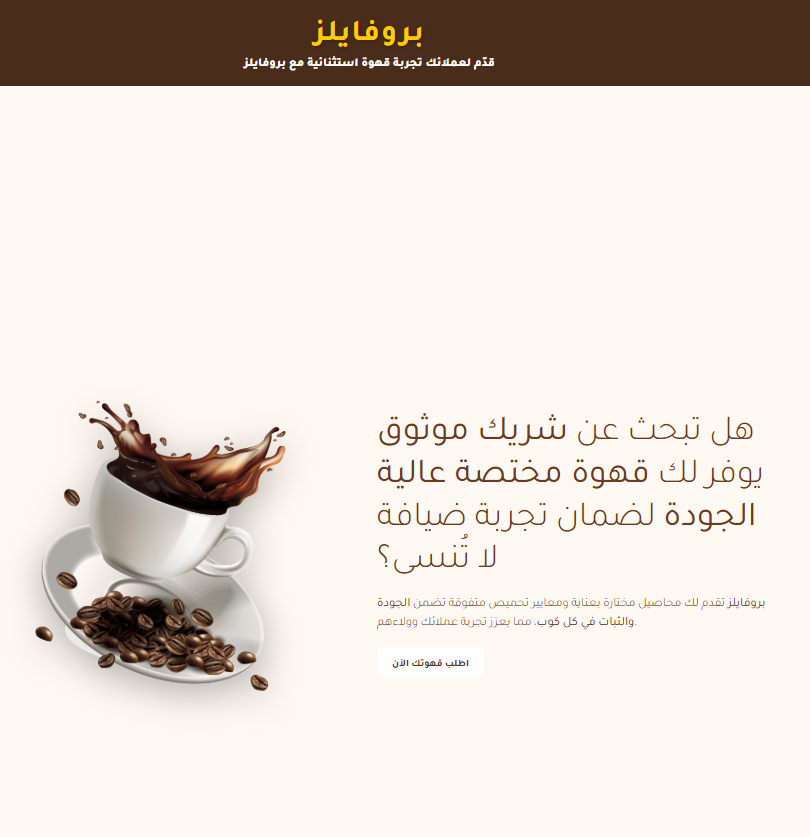 بروفايلز
قدّم لعملائك تجربة قهوة استثنائية مع بروفايلز
هل تبحث عن شريك موثوق
يوفر لك قهوة مختصة عالية
الجودة لضمان تجربة ضيافة
لا تُنسى؟
بروفايلز تقدم لك محاصيل مختارة بعناية ومعايير تحميص متفوقة تضمن الجودة
والثبات في كل كوب، مما يعزز تجربة عملائك وولاءهم.
اطلب قهوتك الآن